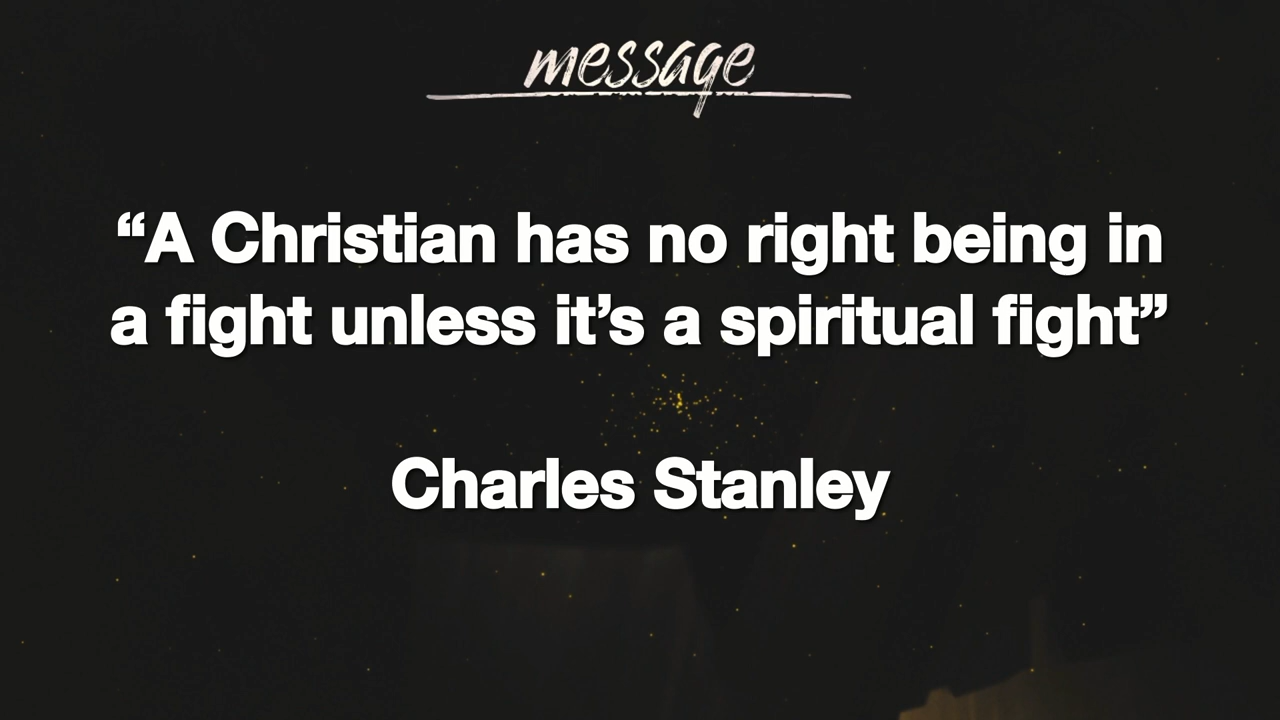 message
“A Christian has no right being in
a fight unless it’s a spiritual fight”
Charles Stanley